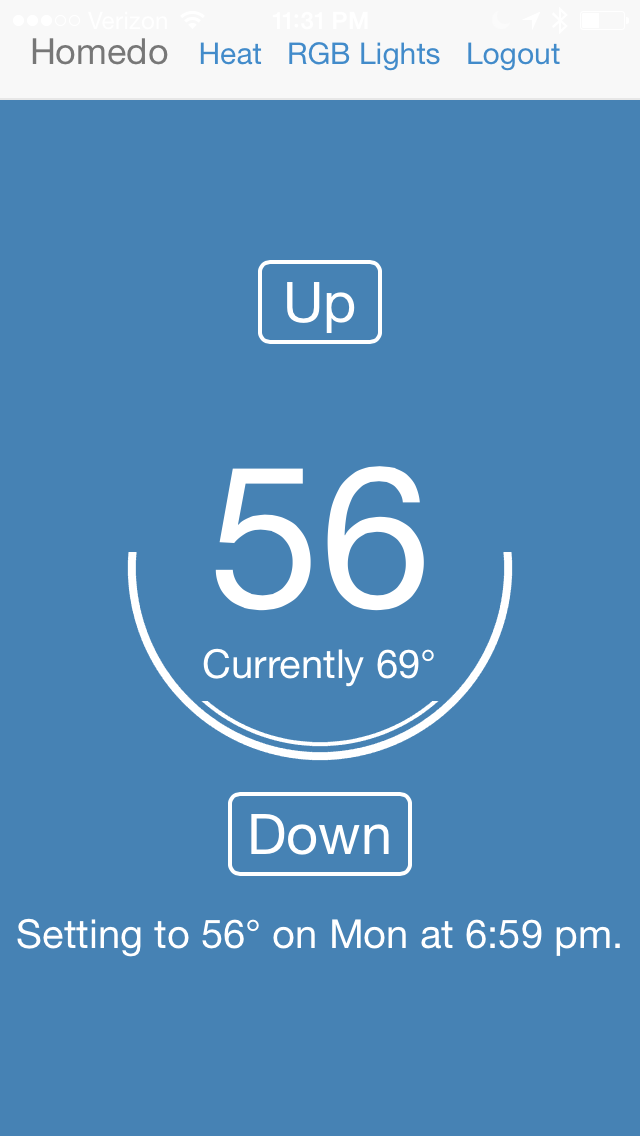 Verizon 11:31 PM
Homedo Heat RGB Lights Logout
Up
56
Currently 69°
Down
Setting to 56° on Mon at 6:59 pm.